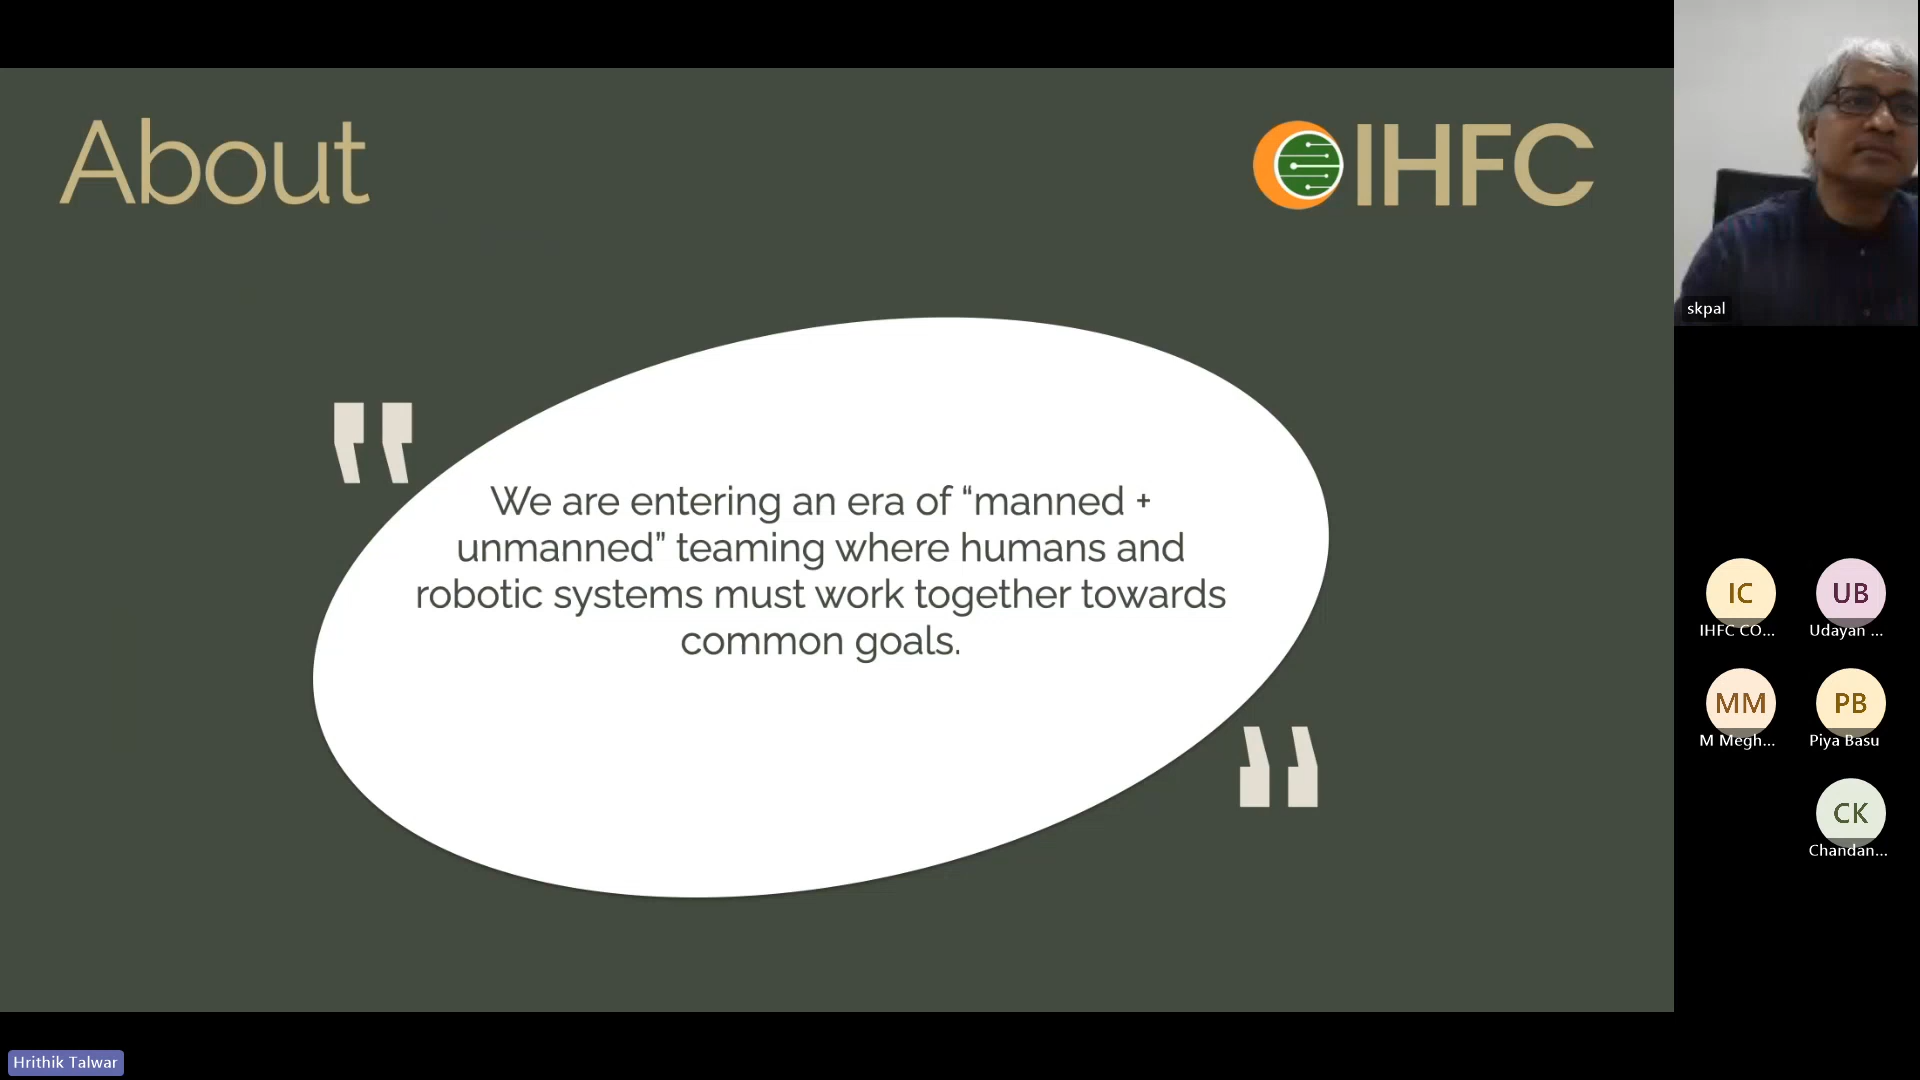 About
IHFC
"
We are entering an era of “manned +
unmanned” teaming where humans and
robotic systems must work together towards
common goals.
"
skpal
IC
UB
IHFC CO...
Udayan ...
MM
PB
M Megh...
Piya Basu
CK
Chandan...
Hrithik Talwar